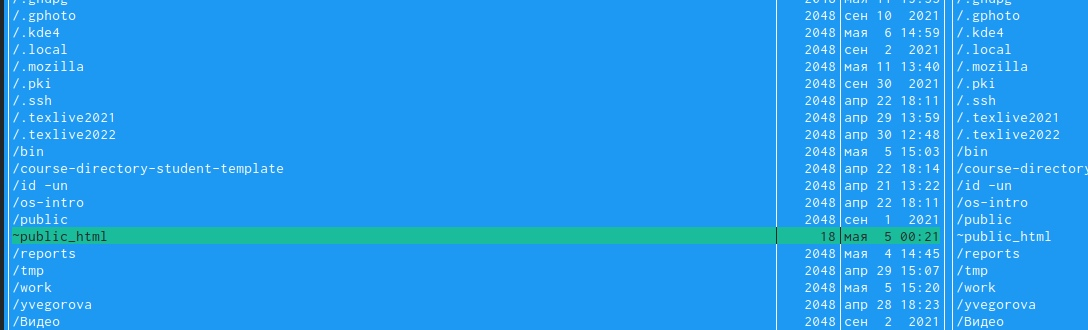 /.gnupg 2048 мая 11 13:33 /.gnupg
/.gphoto 2048 сен 10 2021 /.gphoto
/.kde4 2048 мая 6 14:59 /.kde4
/.local 2048 сен 2 2021 /.local
/.mozilla 2048 мая 11 13:40 /.mozilla
/.pki 2048 сен 30 2021 /.pki
/.ssh 2048 апр 22 18:11 /.ssh
/.texlive2021 2048 апр 29 13:59 /.texlive2021
/.texlive2022 2048 апр 30 12:48 /.texlive2022
/bin 2048 мая 5 15:03 /bin
/course-directory-student-template 2048 апр 22 18:14 /course-directory
/id -un 2048 апр 21 13:22 /id -un
/os-intro 2048 апр 22 18:11 /os-intro
/public 2048 сен 1 2021 /public
~public_html 18 мая 5 00:21 ~public_html
/reports 2048 мая 4 14:45 /reports
/tmp 2048 апр 29 15:07 /tmp
/work 2048 мая 5 15:20 /work
/yvegorova 2048 апр 28 18:23 /yvegorova
/Видео 2048 сен 2 2021 /Видео